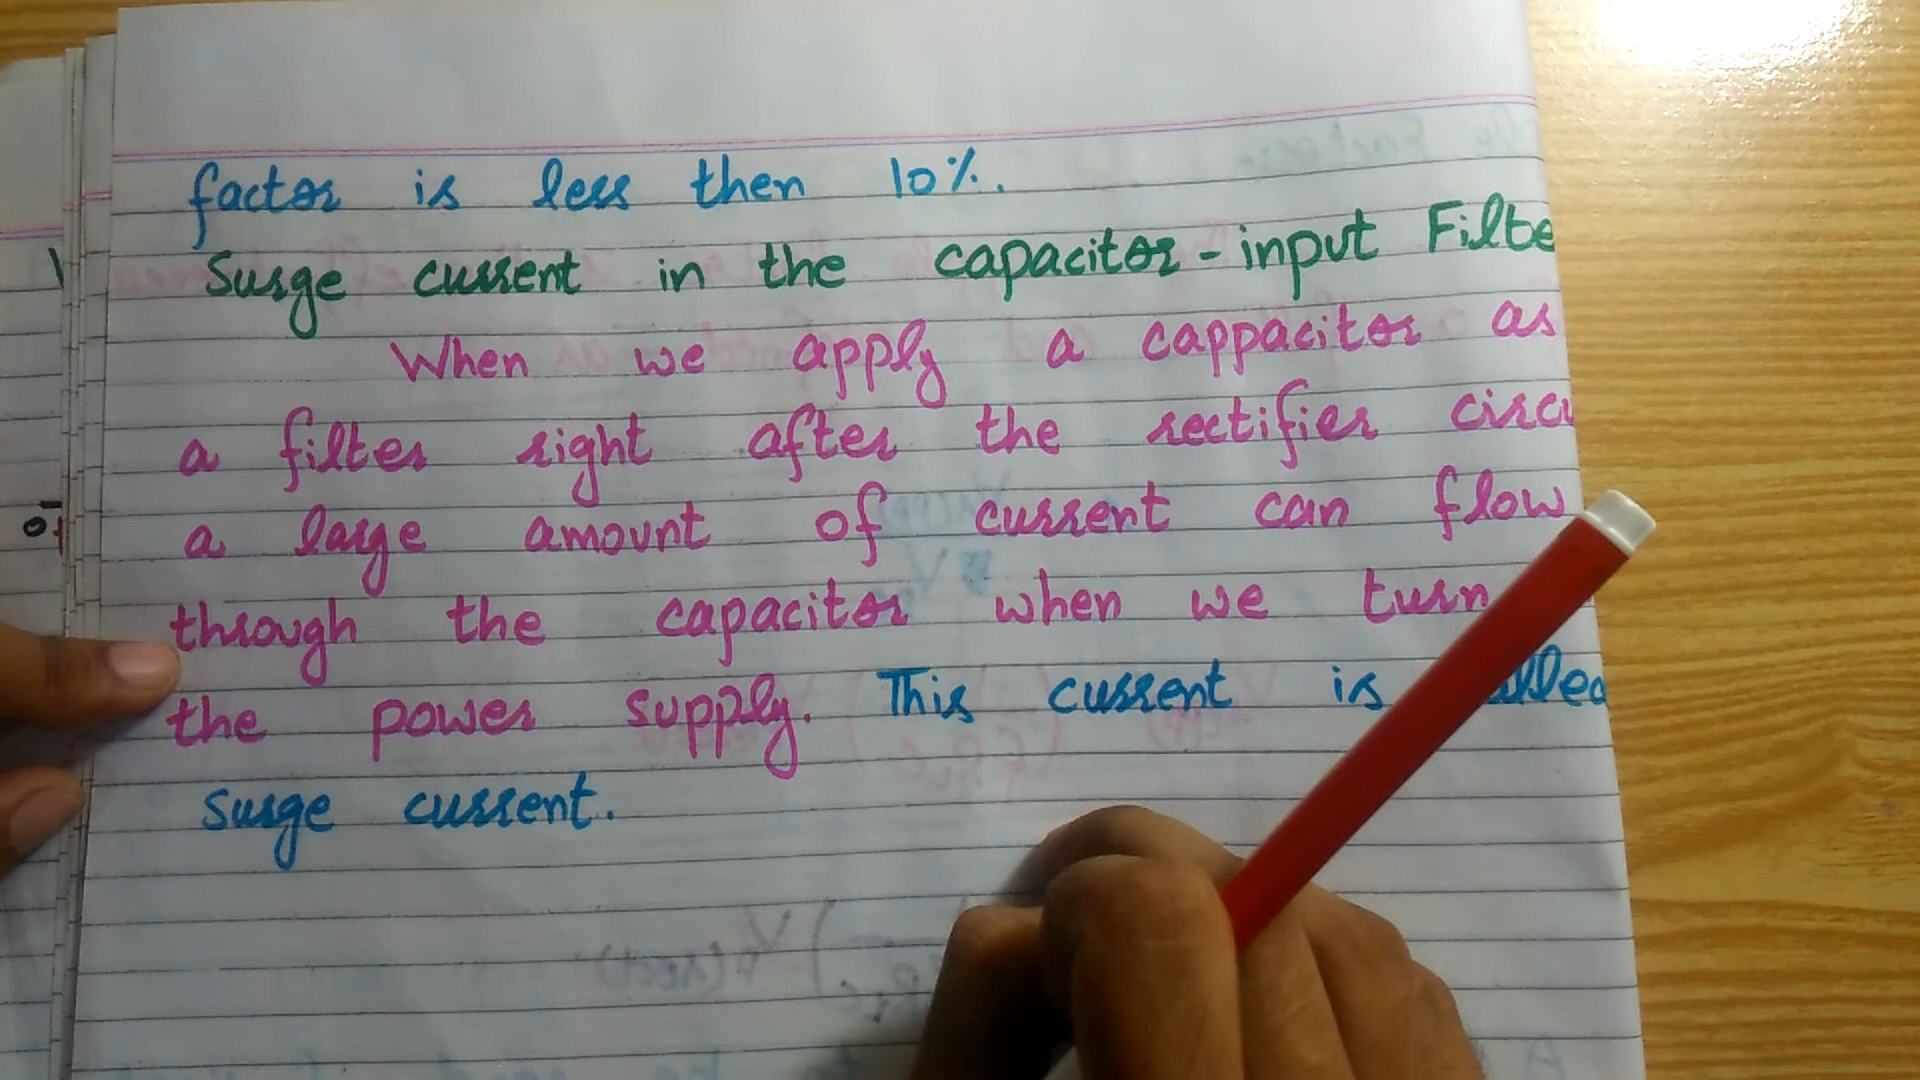 factor is less then 10%.
Surge current in the capacitor-input Filte
When we apply a cappacitor as
a filter right after the rectifier circu
a large amount of current can flow
through the capacitor when we turn
the power supply. This current is
surge current.